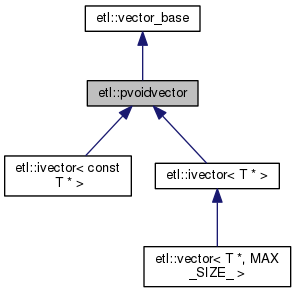 etl::vector_base
etl::pvoidvector
etl::ivector< const
T * >
etl::ivector< T * >
etl::vector< T *, MAX
_SIZE_ >